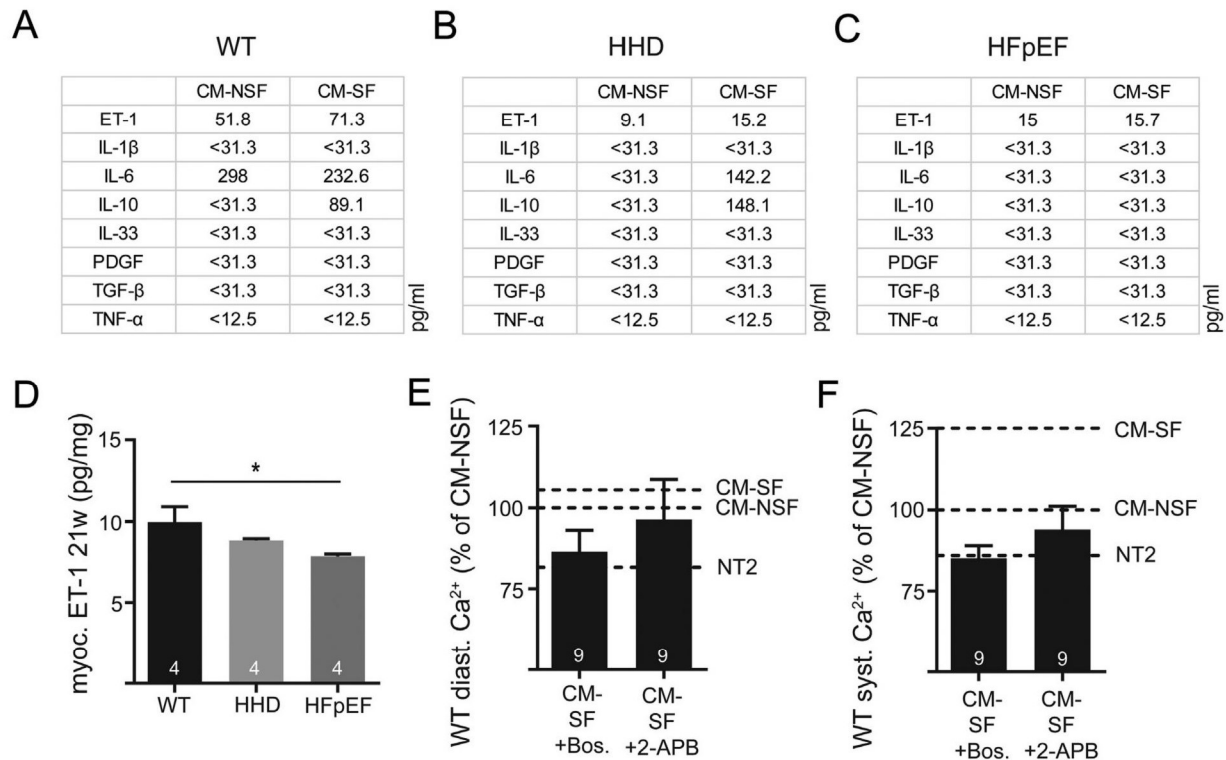 A
WT
CM-NSF CM-SF
ET-1 51.8 71.3
IL-1β <31.3 <31.3
IL-6 298 232.6
IL-10 <31.3 89.1
IL-33 <31.3 <31.3
PDGF <31.3 <31.3
TGF-β <31.3 <31.3
TNF-α <12.5 <12.5
pg/ml
B
HHD
CM-NSF CM-SF
ET-1 9.1 15.2
IL-1β <31.3 <31.3
IL-6 <31.3 142.2
IL-10 <31.3 148.1
IL-33 <31.3 <31.3
PDGF <31.3 <31.3
TGF-β <31.3 <31.3
TNF-α <12.5 <12.5
pg/ml
C
HFpEF
CM-NSF CM-SF
ET-1 15 15.7
IL-1β <31.3 <31.3
IL-6 <31.3 <31.3
IL-10 <31.3 <31.3
IL-33 <31.3 <31.3
PDGF <31.3 <31.3
TGF-β <31.3 <31.3
TNF-α <12.5 <12.5
pg/ml
D
myoc. ET-1 21w (pg/mg)
15
10
5
*
4 4 4
WT HHD HFpEF
E
WT diast. Ca²⁺ (% of CM-NSF)
125
100
75
CM-SF
CM-NSF
NT2
9 9
CM- CM-
SF SF
+Bos. +2-APB
F
WT syst. Ca²⁺ (% of CM-NSF)
125
100
75
CM-SF
CM-NSF
NT2
9 9
CM- CM-
SF SF
+Bos. +2-APB